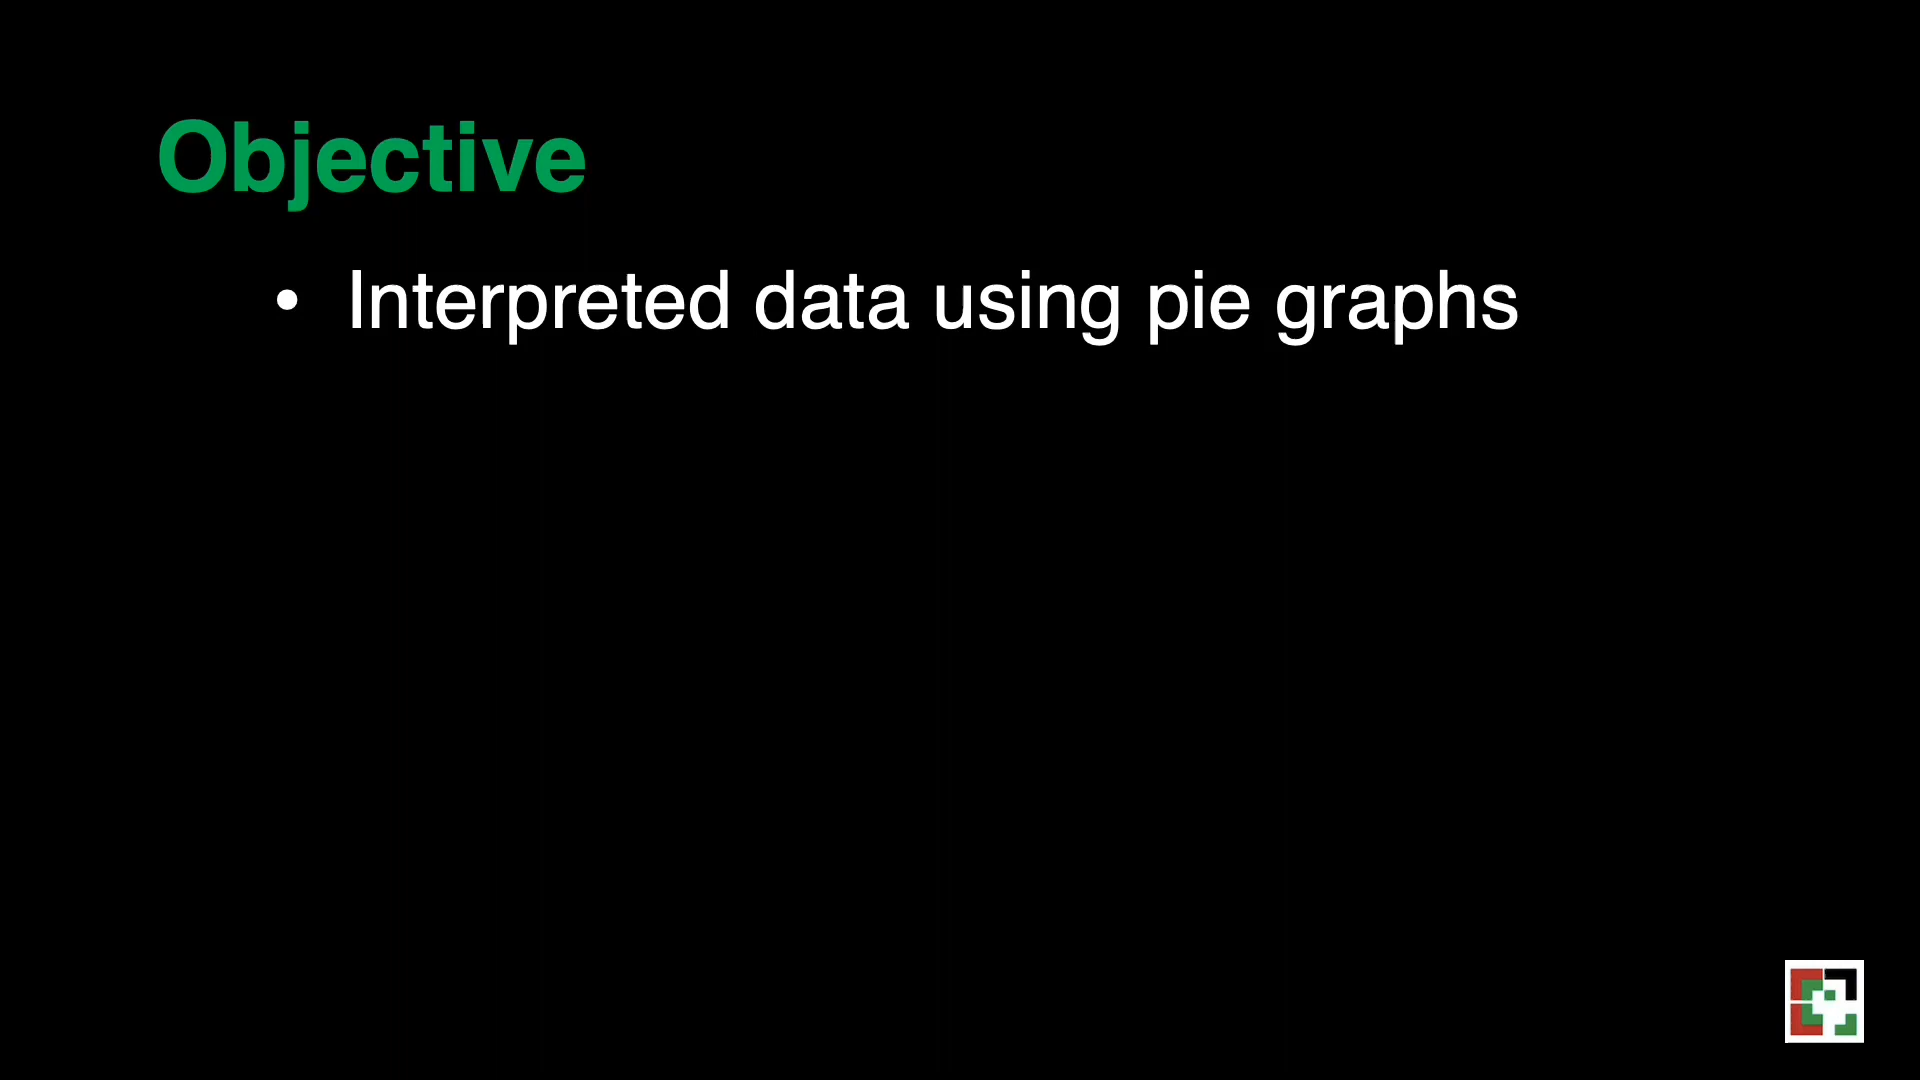 Objective
• Interpreted data using pie graphs